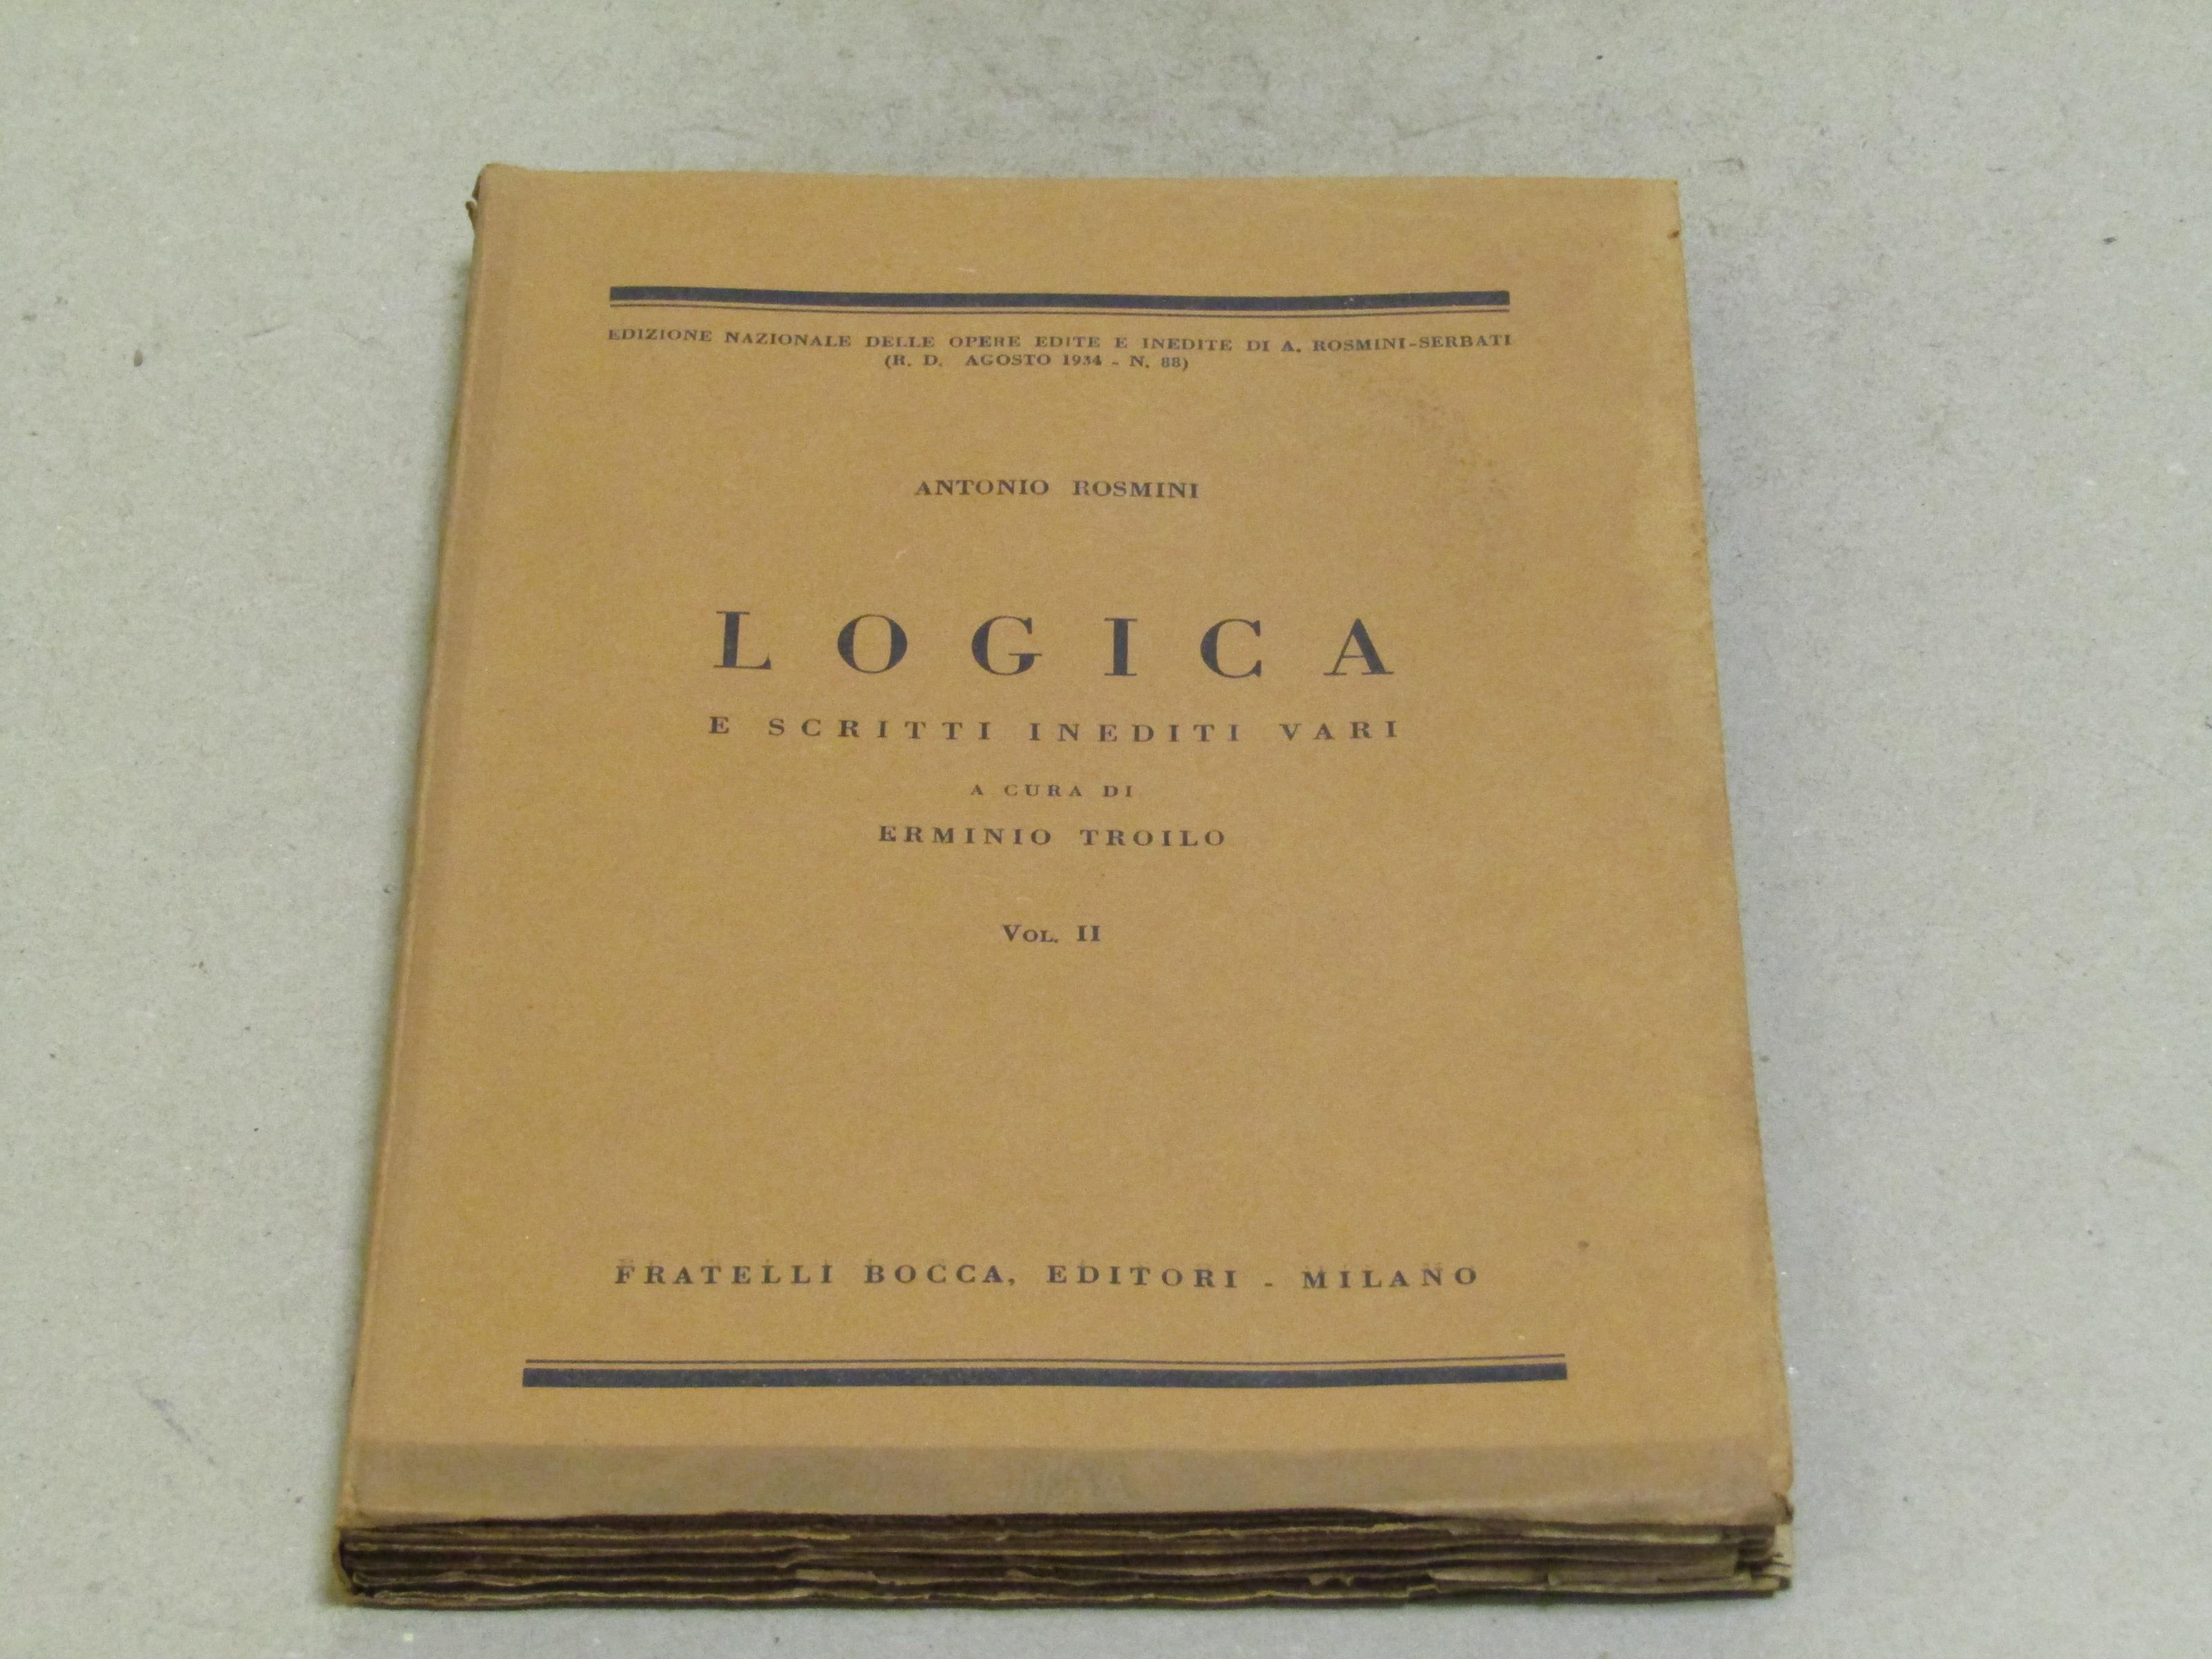 EDIZIONE NAZIONALE DELLE OPERE EDITE E INEDITE DI A. ROSMINI-SERBATI
(R. D. AGOSTO 1934 - N. 88)
ANTONIO ROSMINI
LOGICA
E SCRITTI INEDITI VARI
A CURA DI
ERMINIO TROILO
VOL. II
FRATELLI BOCCA, EDITORI - MILANO